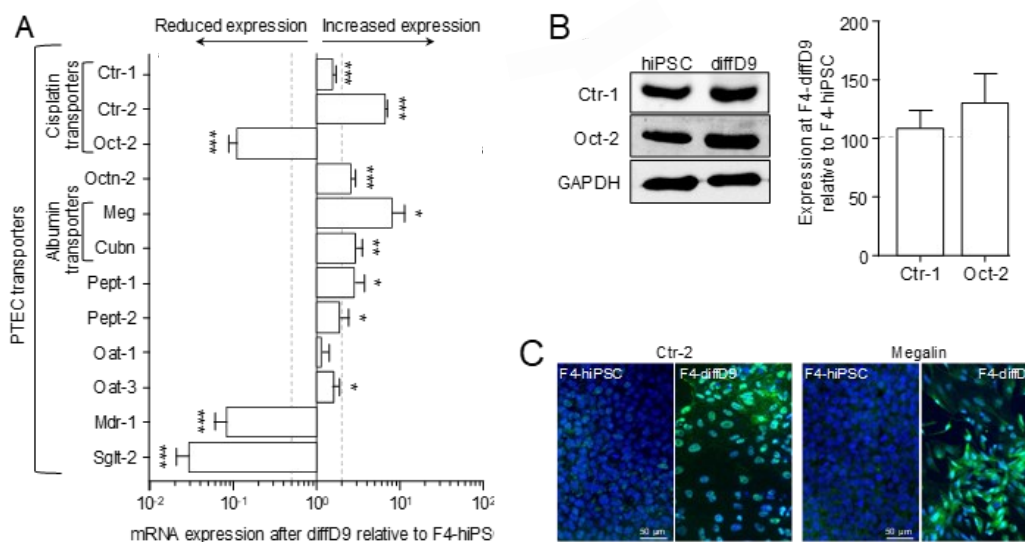 A
Reduced expression
Increased expression
PTEC transporters
Cisplatin
transporters
Albumin
transporters
Ctr-1
***
Ctr-2
***
Oct-2
***
Octn-2
***
Meg
*
Cubn
**
Pept-1
*
Pept-2
*
Oat-1
Oat-3
*
Mdr-1
***
Sglt-2
***
10-2
10-1
100
101
102
mRNA expression after diffD9 relative to F4-hiPS
B
hiPSC diffD9
Ctr-1
Oct-2
GAPDH
Expression at F4-diffD9
relative to F4-hiPSC
200
150
100
50
0
Ctr-1 Oct-2
C
Ctr-2
Megalin
F4-hiPSC
F4-diffD9
F4-hiPSC
F4-diffD
50 µm
50 µm